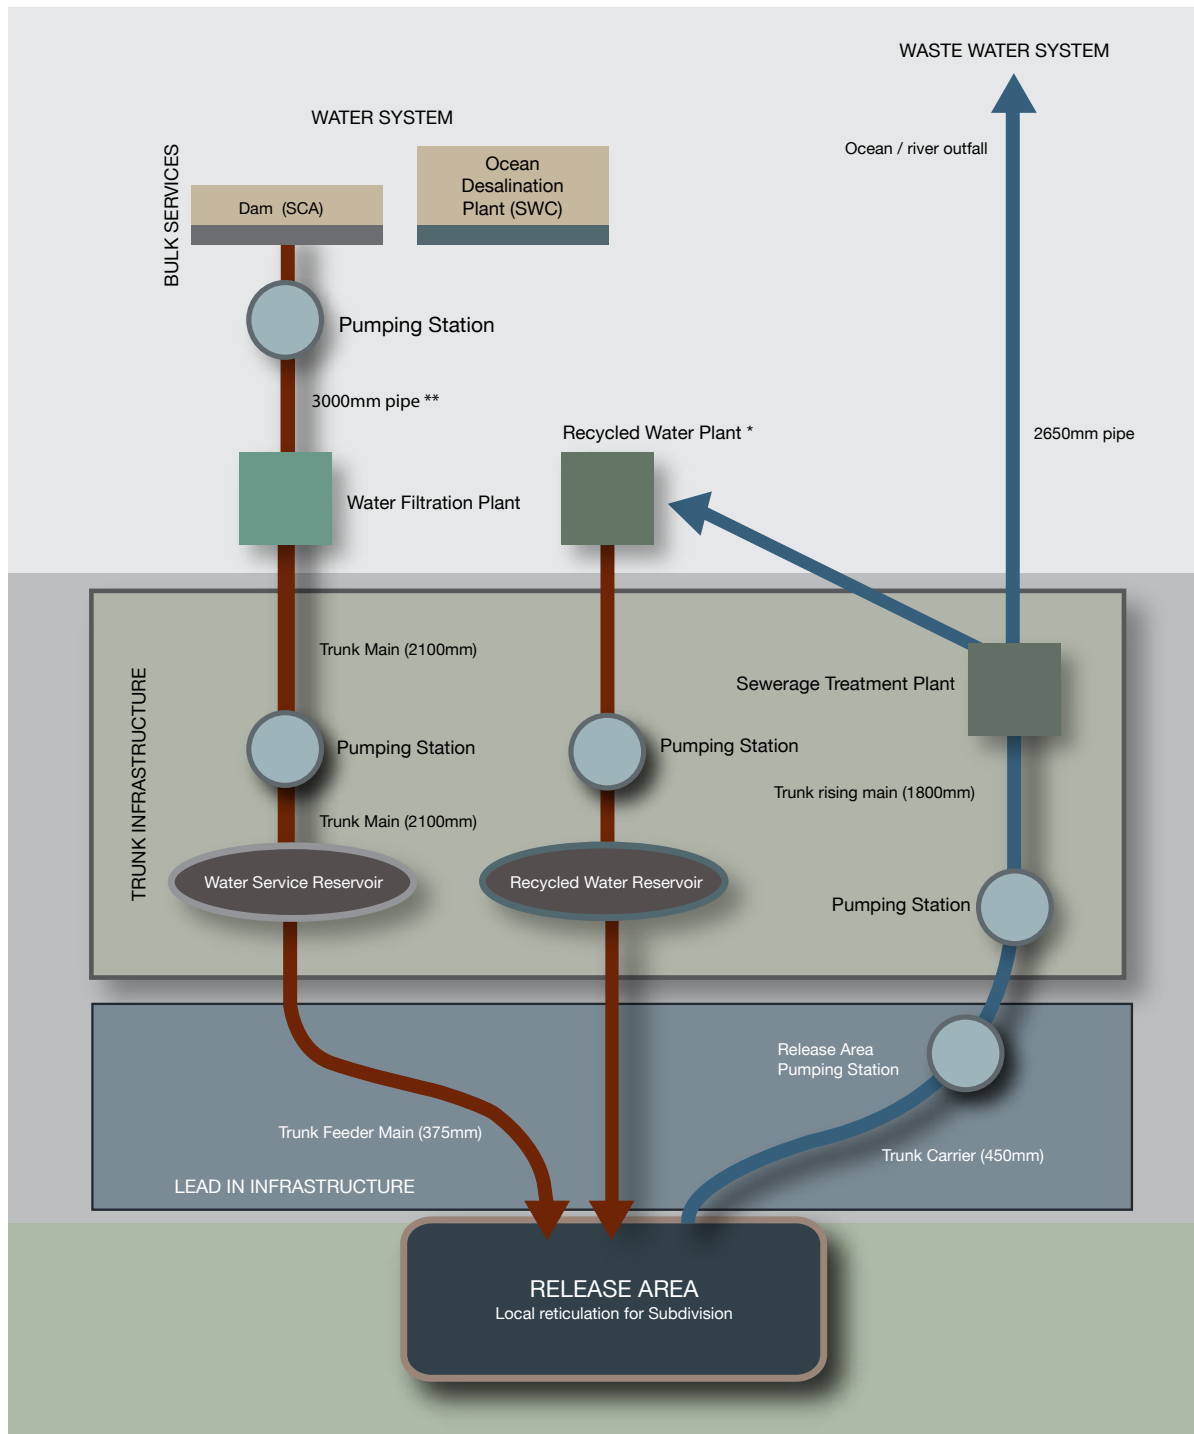 WASTE WATER SYSTEM
WATER SYSTEM
Ocean / river outfall
BULK SERVICES
Dam (SCA)
Ocean
Desalination
Plant (SWC)
Pumping Station
3000mm pipe **
Recycled Water Plant *
2650mm pipe
Water Filtration Plant
TRUNK INFRASTRUCTURE
Trunk Main (2100mm)
Sewerage Treatment Plant
Pumping Station
Pumping Station
Trunk rising main (1800mm)
Trunk Main (2100mm)
Water Service Reservoir
Recycled Water Reservoir
Pumping Station
Release Area
Pumping Station
Trunk Feeder Main (375mm)
Trunk Carrier (450mm)
LEAD IN INFRASTRUCTURE
RELEASE AREA
Local reticulation for Subdivision